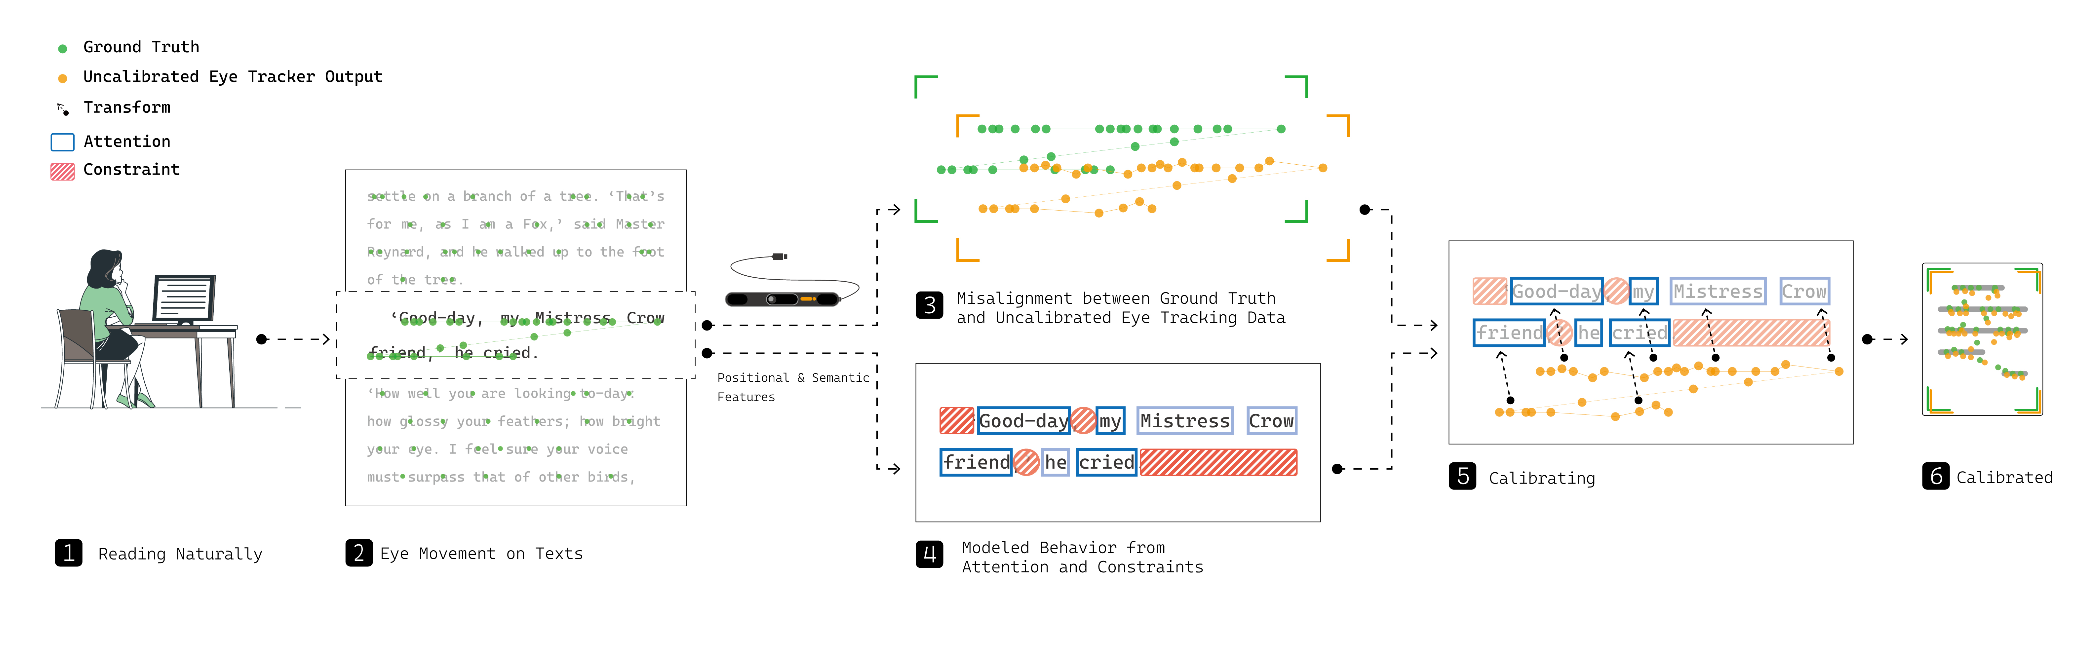 Ground Truth
Uncalibrated Eye Tracker Output
Transform
Attention
Constraint
settle on a branch of a tree. ‘That’s
for me, as I am a Fox,’ said Master
Reynard, and he walked up to the foot
of the tree.
‘Good-day, my Mistress Crow
friend, he cried.
‘How well you are looking to-day:
how glossy your feathers; how bright
your eye. I feel sure your voice
must surpass that of other birds,
1 Reading Naturally
2 Eye Movement on Texts
Positional & Semantic
Features
3 Misalignment between Ground Truth
and Uncalibrated Eye Tracking Data
Good-day my Mistress Crow
friend he cried
4 Modeled Behavior from
Attention and Constraints
Good-day my Mistress Crow
friend he cried
5 Calibrating
6 Calibrated